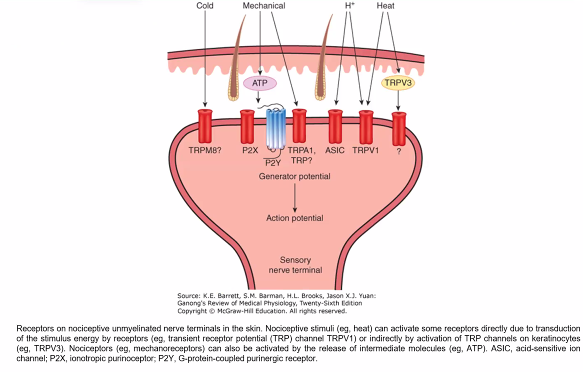 Cold Mechanical H+ Heat
ATP
TRPV3
TRPM8? P2X P2Y TRPA1, TRP? ASIC TRPV1 ?
Generator potential
Action potential
Sensory
nerve terminal
Source: K.E. Barrett, S.M. Barman, H.L. Brooks, Jason X.J. Yuan:
Ganong's Review of Medical Physiology, Twenty-Sixth Edition
Copyright © McGraw-Hill Education. All rights reserved.
Receptors on nociceptive unmyelinated nerve terminals in the skin. Nociceptive stimuli (eg, heat) can activate some receptors directly due to transduction
of the stimulus energy by receptors (eg, transient receptor potential (TRP) channel TRPV1) or indirectly by activation of TRP channels on keratinocytes
(eg, TRPV3). Nociceptors (eg, mechanoreceptors) can also be activated by the release of intermediate molecules (eg, ATP). ASIC, acid-sensitive ion
channel; P2X, ionotropic purinoceptor; P2Y, G-protein-coupled purinergic receptor.